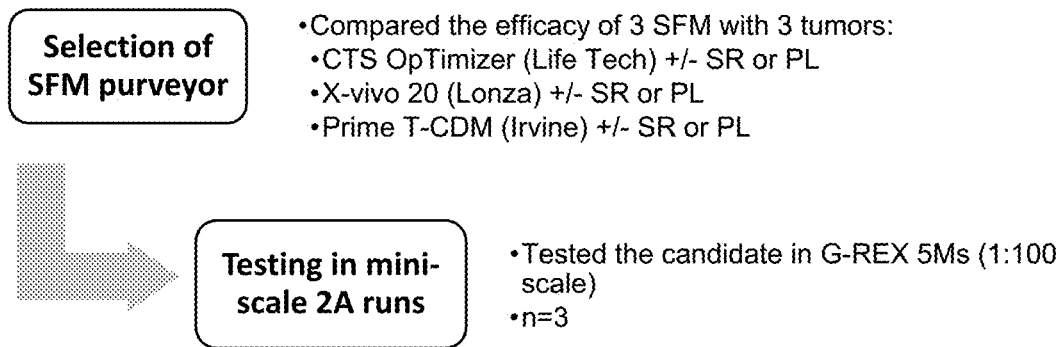 Selection of
SFM purveyor
•Compared the efficacy of 3 SFM with 3 tumors:
•CTS OpTimizer (Life Tech) +/- SR or PL
•X-vivo 20 (Lonza) +/- SR or PL
•Prime T-CDM (Irvine) +/- SR or PL
Testing in mini-
scale 2A runs
•Tested the candidate in G-REX 5Ms (1:100
scale)
•n=3